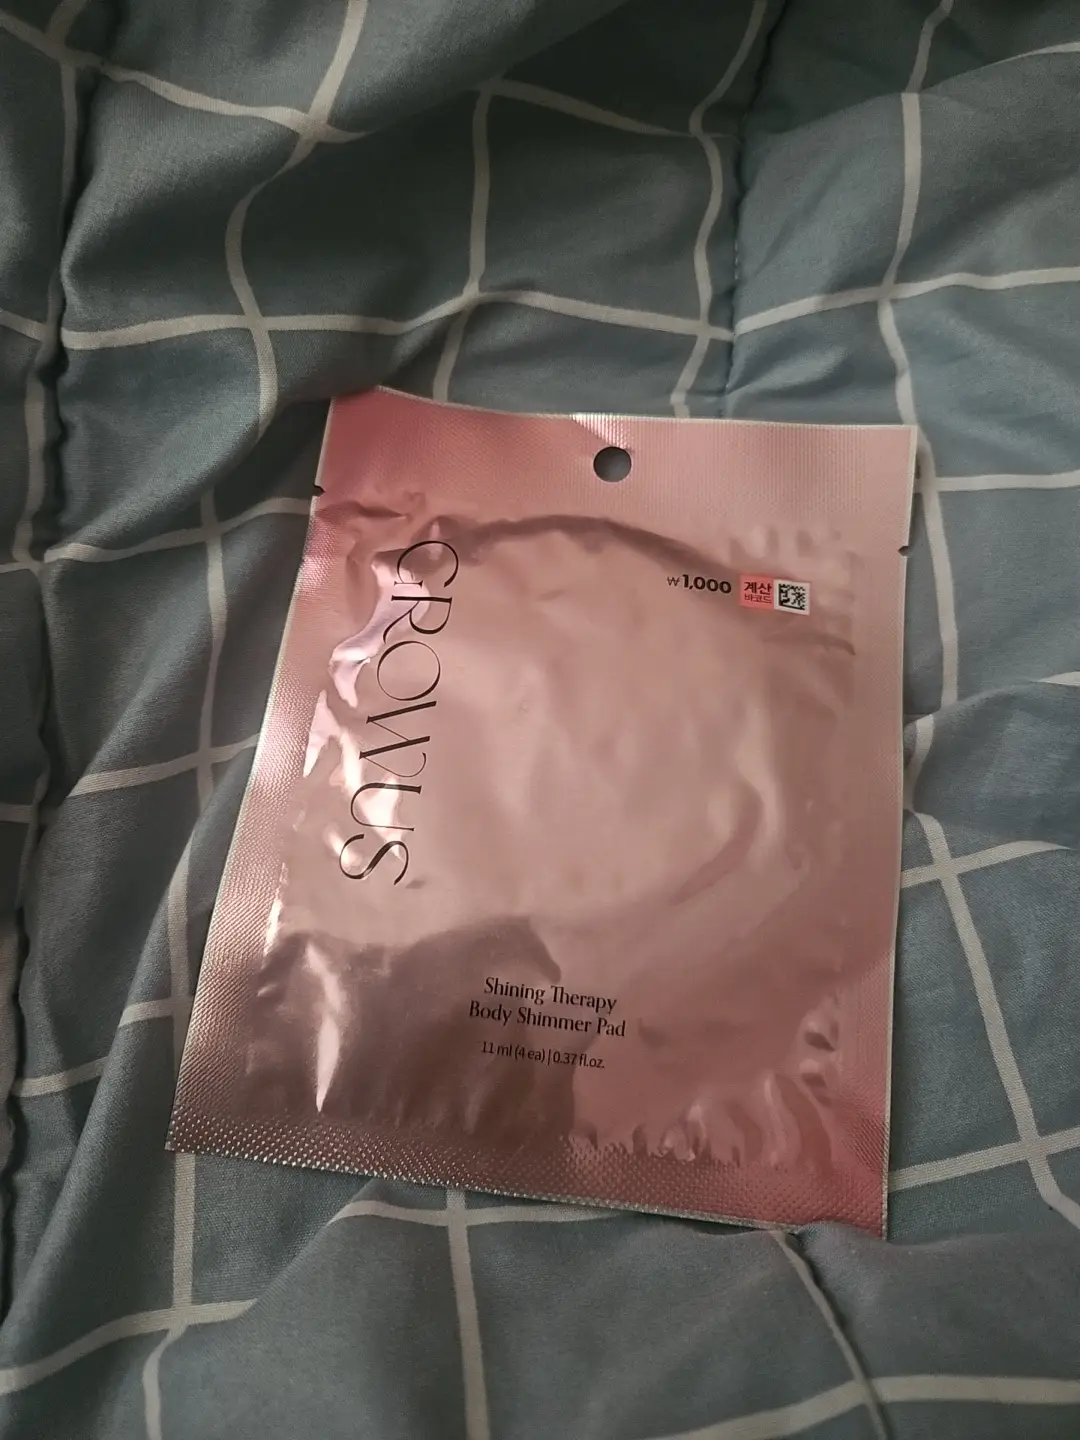 GROWUS
₩1,000
계산
바코드
Shining Therapy
Body Shimmer Pad
11 ml (4 ea) | 0.37 fl.oz.